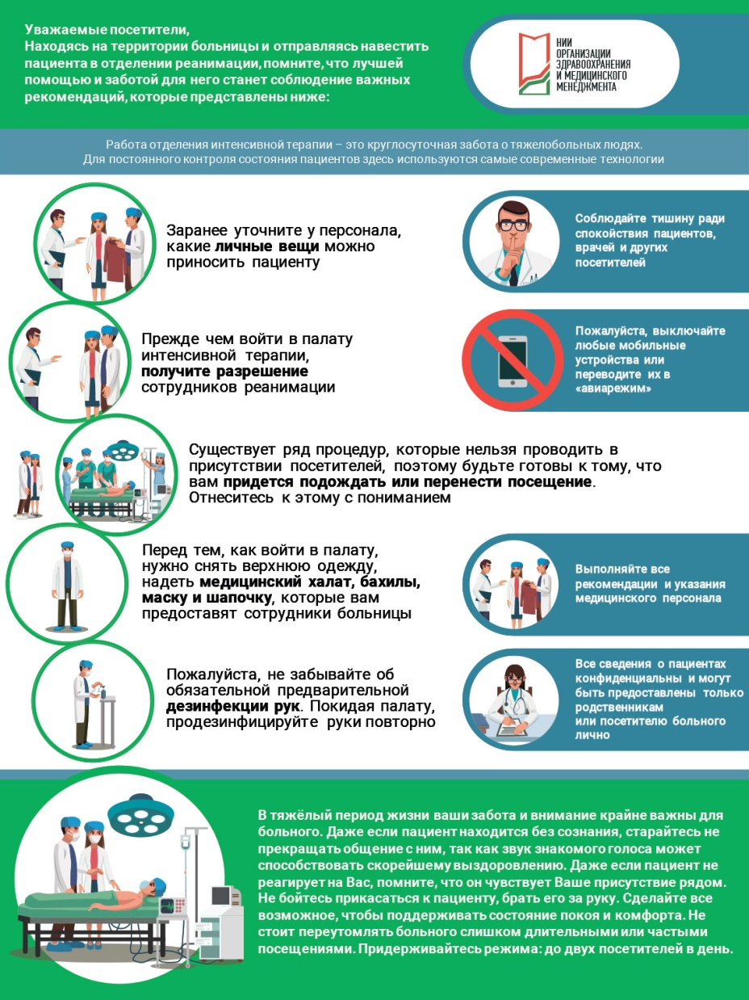 Уважаемые посетители,
Находясь на территории больницы и отправляясь навестить
пациента в отделении реанимации, помните, что лучшей
помощью и заботой для него станет соблюдение важных
рекомендаций, которые представлены ниже:
НИИ
ОРГАНИЗАЦИИ
ЗДРАВООХРАНЕНИЯ
И МЕДИЦИНСКОГО
МЕНЕДЖМЕНТА
Работа отделения интенсивной терапии – это круглосуточная забота о тяжелобольных людях.
Для постоянного контроля состояния пациентов здесь используются самые современные технологии
Заранее уточните у персонала,
какие личные вещи можно
приносить пациенту
Соблюдайте тишину ради
спокойствия пациентов,
врачей и других
посетителей
Прежде чем войти в палату
интенсивной терапии,
получите разрешение
сотрудников реанимации
Пожалуйста, выключайте
любые мобильные
устройства или
переводите их в
«авиарежим»
Существует ряд процедур, которые нельзя проводить в
присутствии посетителей, поэтому будьте готовы к тому, что
вам придется подождать или перенести посещение.
Отнеситесь к этому с пониманием
Перед тем, как войти в палату,
нужно снять верхнюю одежду,
надеть медицинский халат, бахилы,
маску и шапочку, которые вам
предоставят сотрудники больницы
Выполняйте все
рекомендации и указания
медицинского персонала
Пожалуйста, не забывайте об
обязательной предварительной
дезинфекции рук. Покидая палату,
продезинфицируйте руки повторно
Все сведения о пациентах
конфиденциальны и могут
быть предоставлены только
родственникам
или посетителю больного
лично
В тяжёлый период жизни ваши забота и внимание крайне важны для
больного. Даже если пациент находится без сознания, старайтесь не
прекращать общение с ним, так как звук знакомого голоса может
способствовать скорейшему выздоровлению. Даже если пациент не
реагирует на Вас, помните, что он чувствует Ваше присутствие рядом.
Не бойтесь прикасаться к пациенту, брать его за руку. Сделайте все
возможное, чтобы поддерживать состояние покоя и комфорта. Не
стоит переутомлять больного слишком длительными или частыми
посещениями. Придерживайтесь режима: до двух посетителей в день.